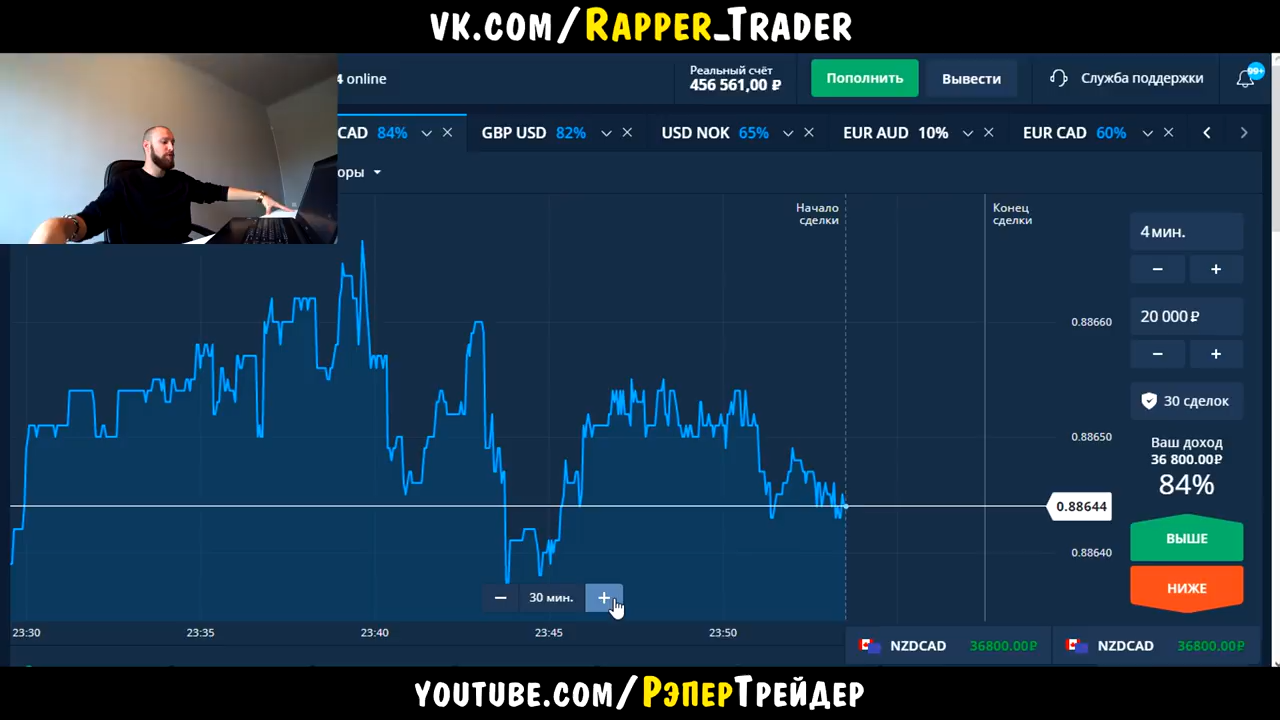 vk.com/Rapper_Trader
4 online
Реальный счёт
456 561,00 ₽
Пополнить
Вывести
Служба поддержки
99+
CAD 84%
GBP USD 82%
USD NOK 65%
EUR AUD 10%
EUR CAD 60%
оры
Начало
сделки
Конец
сделки
4 мин.
− +
20 000 ₽
− +
30 сделок
Ваш доход
36 800.00₽
84%
ВЫШЕ
НИЖЕ
0.88660
0.88650
0.88644
0.88640
− 30 мин. +
23:30 23:35 23:40 23:45 23:50
NZDCAD 36800.00₽
NZDCAD 36800.00₽
youtube.com/РэперТрейдер